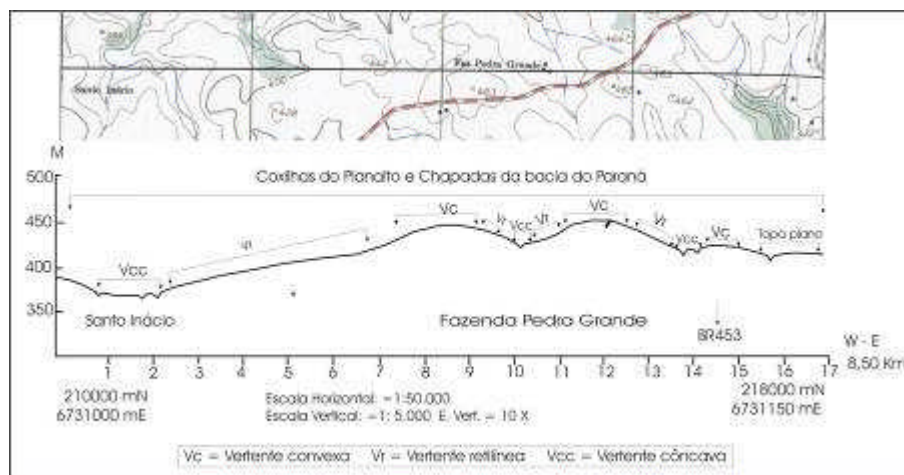 Santo Inácio
Faz Pedra Grande
M
Coxilhas do Planalto e Chapadas da bacia do Paraná
500
450
400
350
Vcc
Vr
Vc
Vr
Vcc
Vr
Vc
Vr
Vcc
Vc
Topo plano
Santo Inácio
Fazenda Pedra Grande
BR453
W - E
1 2 3 4 5 6 7 8 9 10 11 12 13 14 15 16 17
8,50 Km
210000 mN
6731000 mE
Escala Horizontal: =1:50.000
Escala Vertical: =1: 5.000 E. Vert. = 10 X
218000 mN
6731150 mE
Vc = Vertente convexa Vr = Vertente retilínea Vcc = Vertente côncava